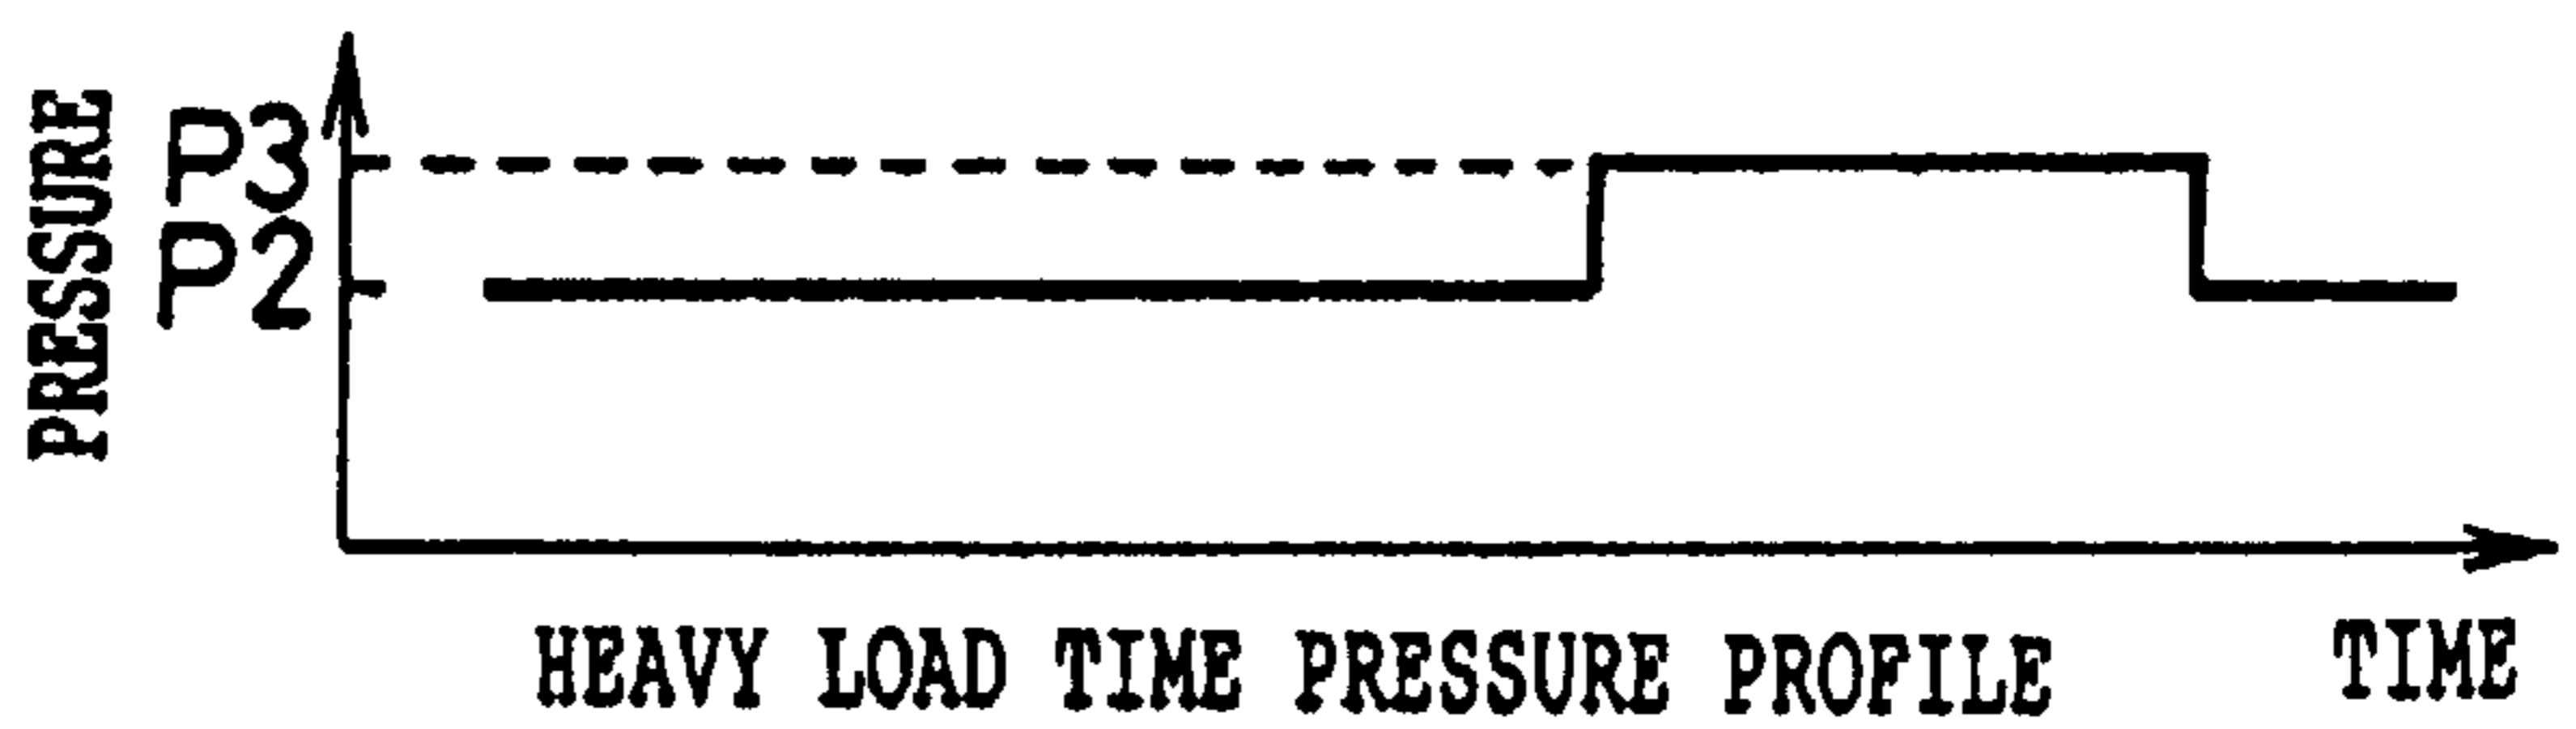 PRESSURE
P3
P2
HEAVY LOAD TIME PRESSURE PROFILE
TIME